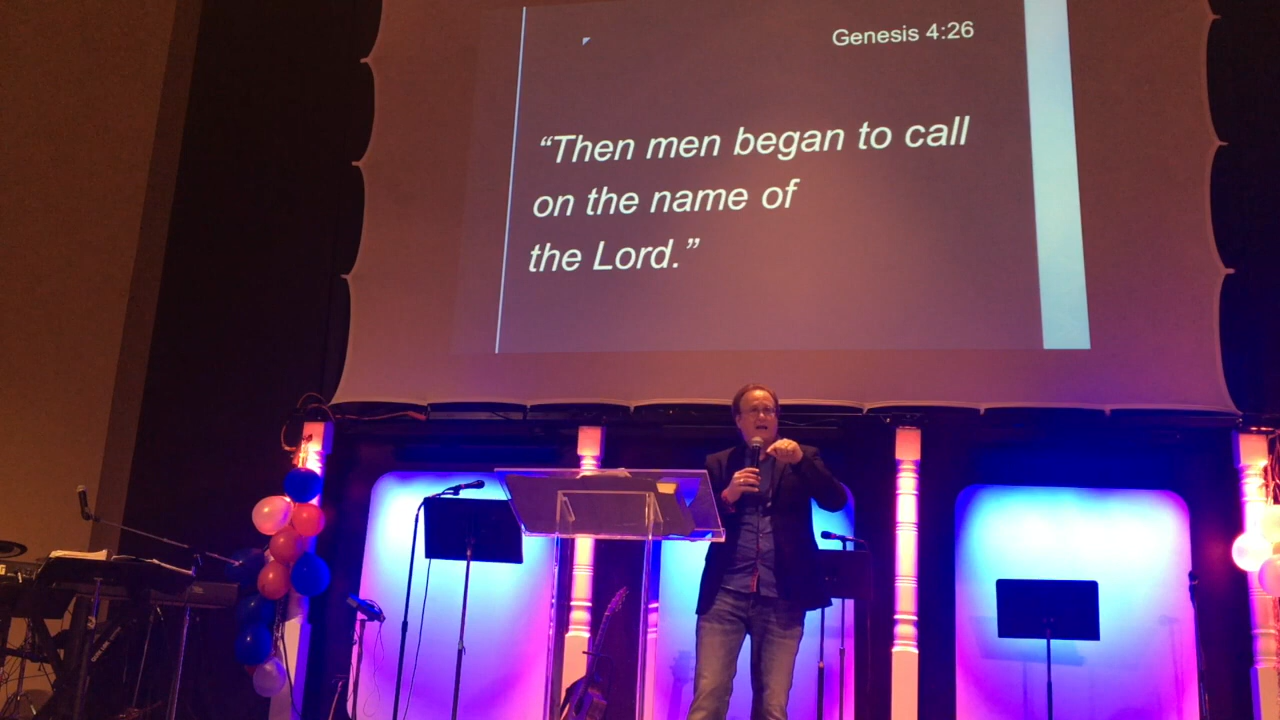 Genesis 4:26
“Then men began to call
on the name of
the Lord.”